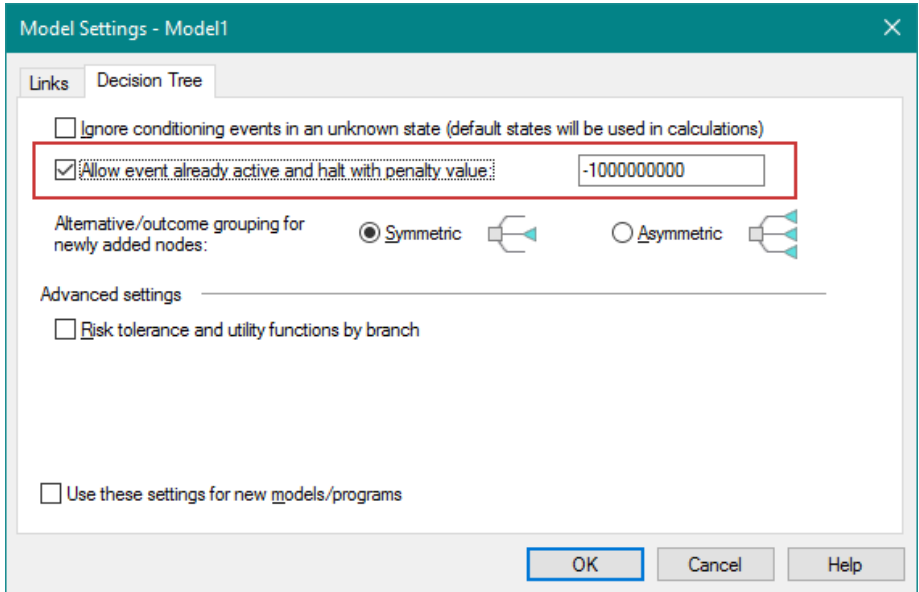 Model Settings - Model1
Links
Decision Tree
Ignore conditioning events in an unknown state (default states will be used in calculations)
Allow event already active and halt with penalty value:
-1000000000
Alternative/outcome grouping for
newly added nodes:
Symmetric
Asymmetric
Advanced settings
Risk tolerance and utility functions by branch
Use these settings for new models/programs
OK
Cancel
Help